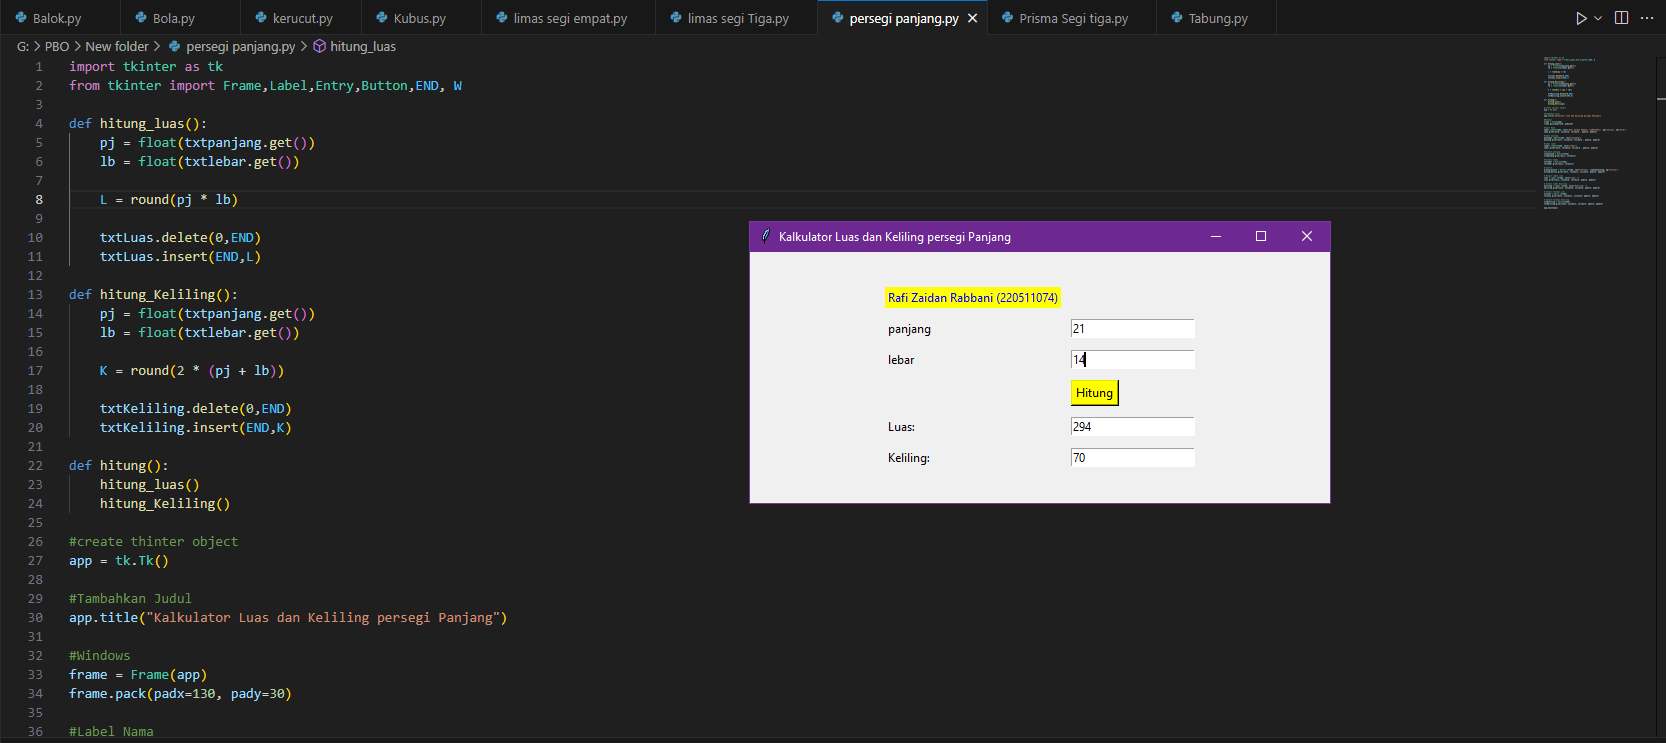 Balok.py
Bola.py
kerucut.py
Kubus.py
limas segi empat.py
limas segi Tiga.py
persegi panjang.py
Prisma Segi tiga.py
Tabung.py
G: > PBO > New folder > persegi panjang.py > hitung_luas
1 import tkinter as tk
2 from tkinter import Frame,Label,Entry,Button,END, W
3
4 def hitung_luas():
5 pj = float(txtpanjang.get())
6 lb = float(txtlebar.get())
7
8 L = round(pj * lb)
9
10 txtLuas.delete(0,END)
11 txtLuas.insert(END,L)
12
13 def hitung_Keliling():
14 pj = float(txtpanjang.get())
15 lb = float(txtlebar.get())
16
17 K = round(2 * (pj + lb))
18
19 txtKeliling.delete(0,END)
20 txtKeliling.insert(END,K)
21
22 def hitung():
23 hitung_luas()
24 hitung_Keliling()
25
26 #create thinter object
27 app = tk.Tk()
28
29 #Tambahkan Judul
30 app.title("Kalkulator Luas dan Keliling persegi Panjang")
31
32 #Windows
33 frame = Frame(app)
34 frame.pack(padx=130, pady=30)
35
36 #Label Nama
Kalkulator Luas dan Keliling persegi Panjang
Rafi Zaidan Rabbani (220511074)
panjang 21
lebar 14
Hitung
Luas: 294
Keliling: 70